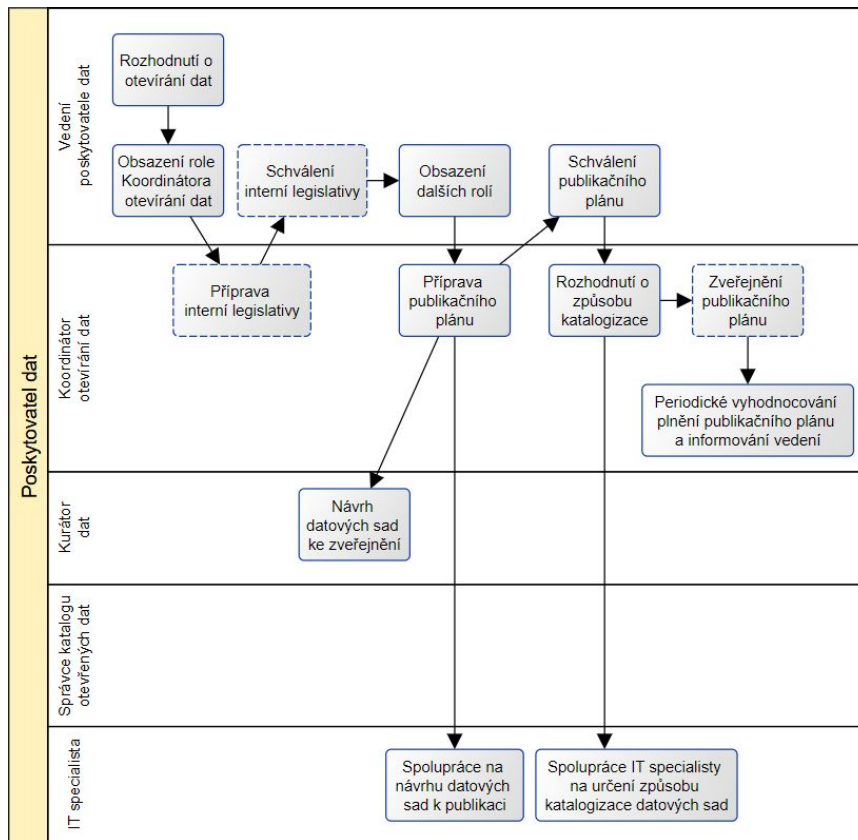 Poskytovatel dat
Vedení
poskytovatele dat
Rozhodnutí o
otevírání dat
Obsazení role
Koordinátora
otevírání dat
Schválení
interní legislativy
Obsazení
dalších rolí
Schválení
publikačního
plánu
Koordinátor
otevírání dat
Příprava
interní legislativy
Příprava
publikačního
plánu
Rozhodnutí o
způsobu
katalogizace
Zveřejnění
publikačního
plánu
Periodické vyhodnocování
plnění publikačního plánu
a informování vedení
Kurátor
dat
Návrh
datových sad
ke zveřejnění
Správce katalogu
otevřených dat
IT specialista
Spolupráce na
návrhu datových
sad k publikaci
Spolupráce IT specialisty
na určení způsobu
katalogizace datových sad